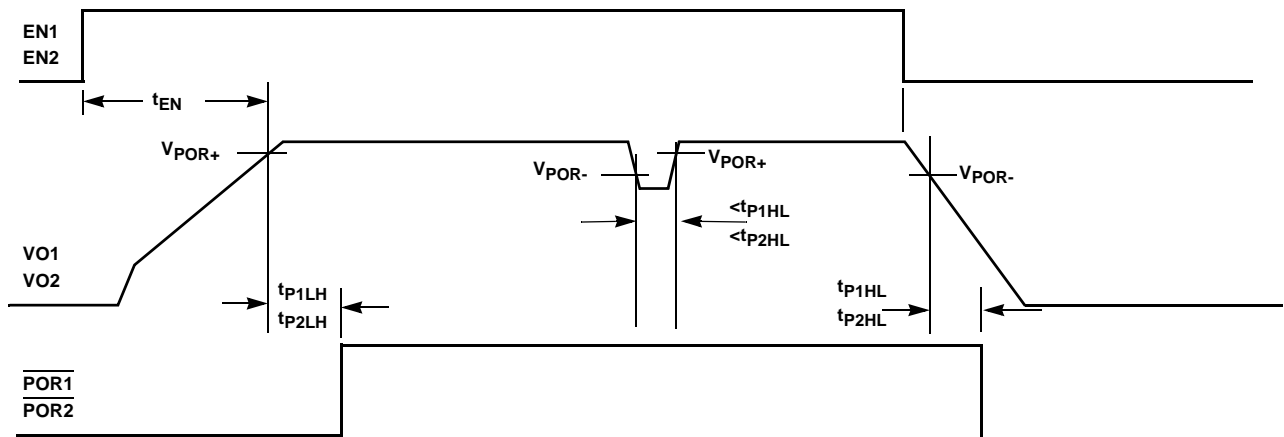 EN1
EN2
tEN
VPOR+
VPOR-
VPOR+
VPOR-
<tP1HL
<tP2HL
VO1
VO2
tP1LH
tP2LH
tP1HL
tP2HL
POR1
POR2